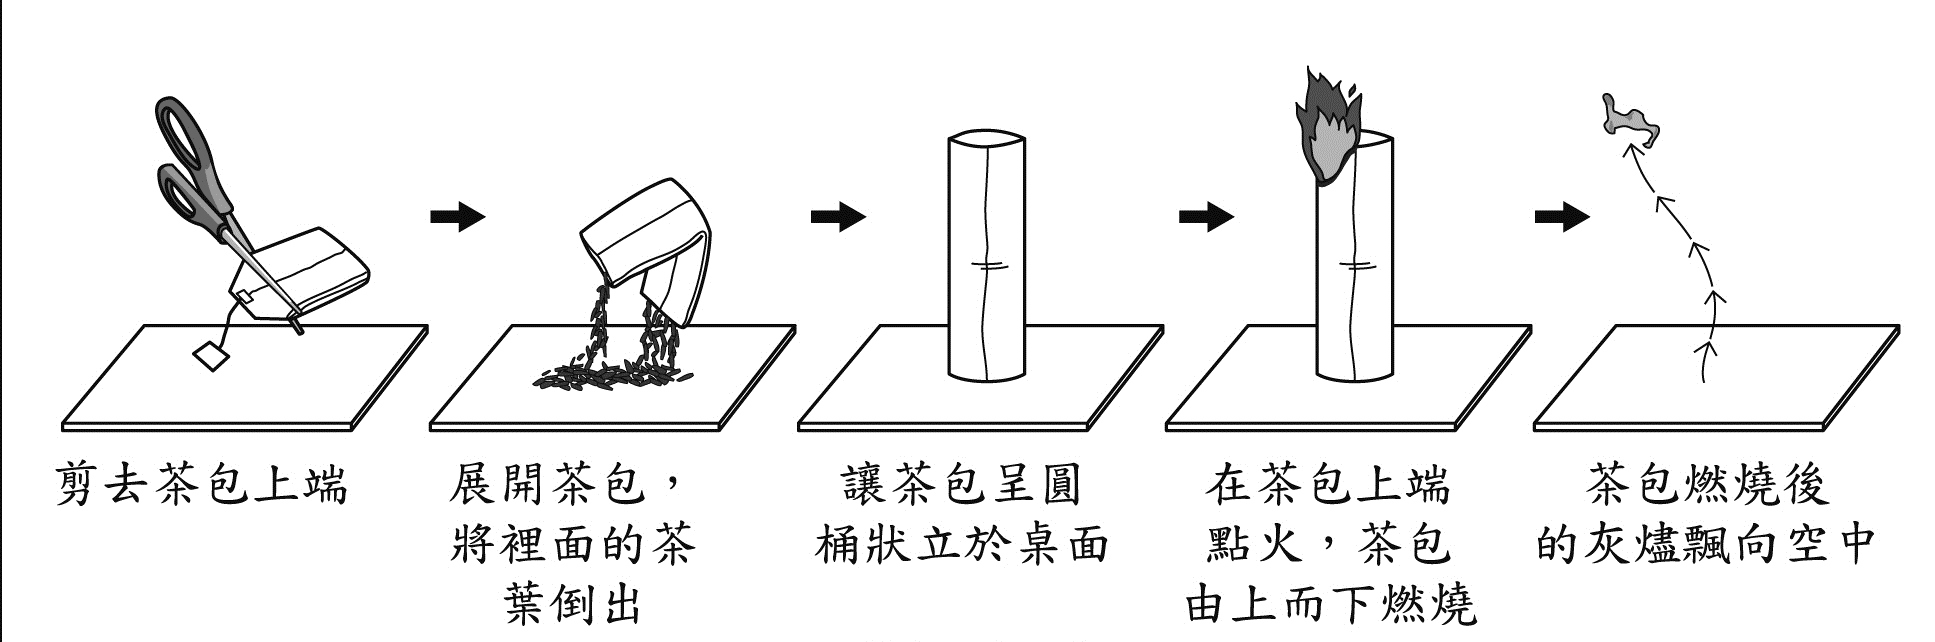 剪去茶包上端
展開茶包，
將裡面的茶
葉倒出
讓茶包呈圓
桶狀立於桌面
在茶包上端
點火，茶包
由上而下燃燒
茶包燃燒後
的灰燼飄向空中